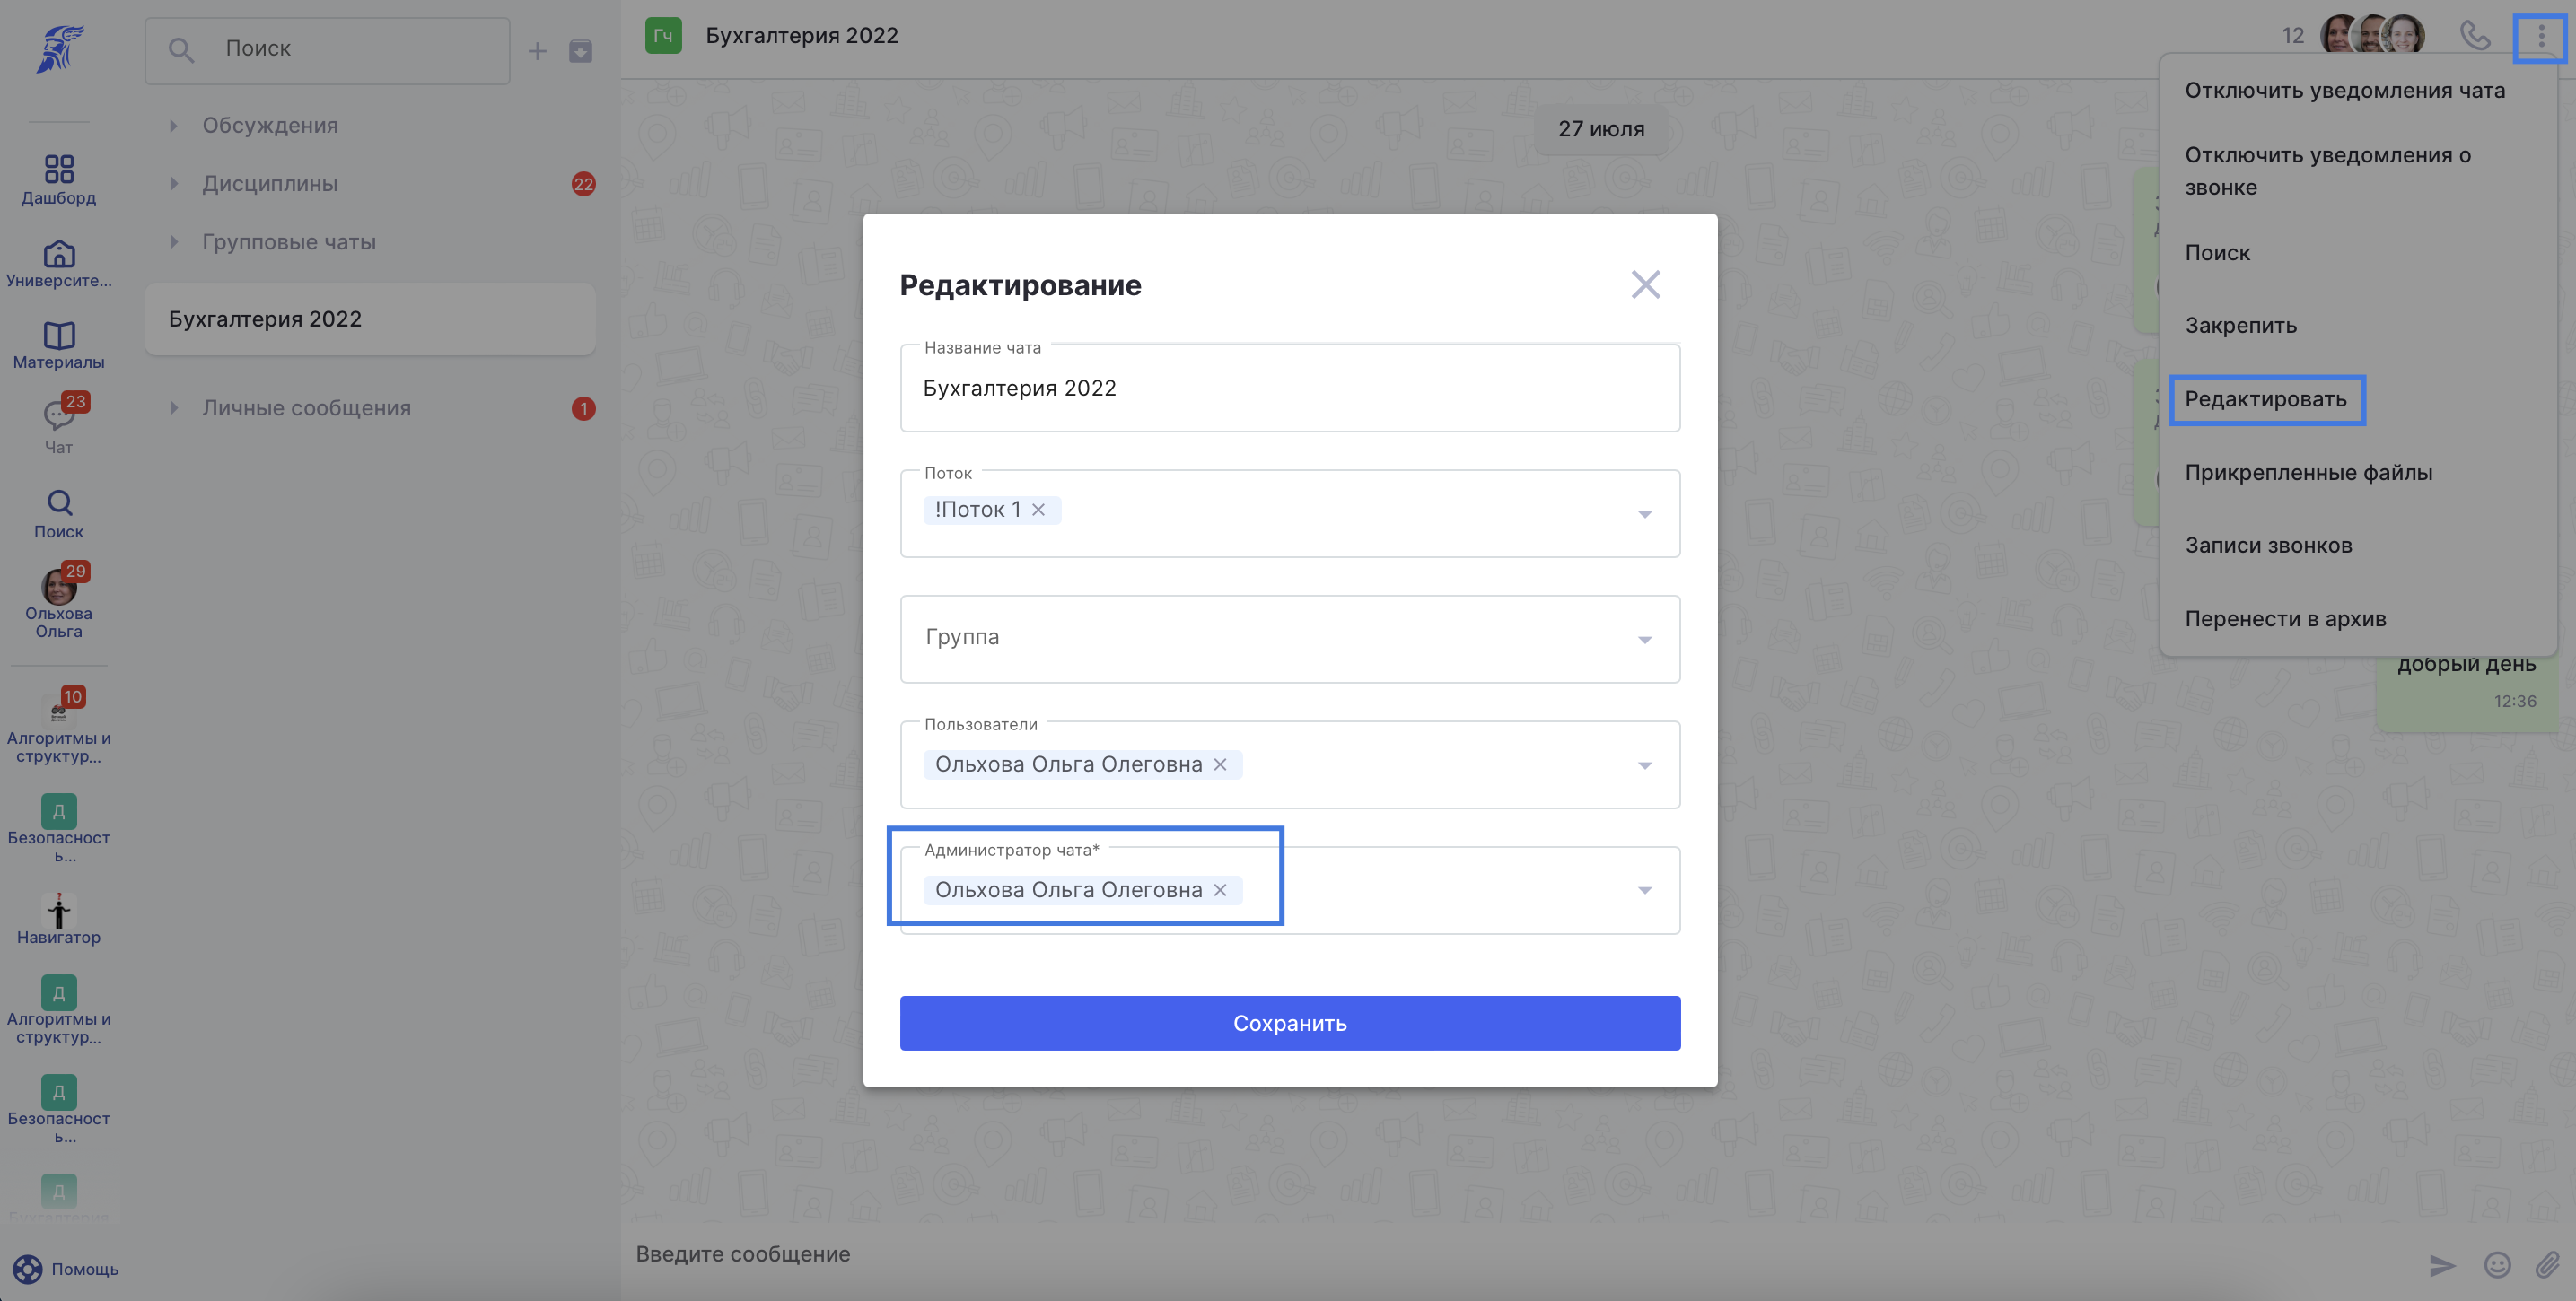 Поиск
Дашборд
Университе...
Материалы
23
Чат
Поиск
29
Ольхова
Ольга
10
Алгоритмы и
структур...
Д
Безопасност
ь...
Навигатор
Д
Алгоритмы и
структур...
Д
Безопасност
ь...
Д
Бухгалтерия
Помощь
Обсуждения
Дисциплины
22
Групповые чаты
Бухгалтерия 2022
Личные сообщения
1
Гч
Бухгалтерия 2022
12
27 июля
Отключить уведомления чата
Отключить уведомления о
звонке
Поиск
Закрепить
Редактировать
Прикрепленные файлы
Записи звонков
Перенести в архив
добрый день
12:36
Редактирование
Название чата
Бухгалтерия 2022
Поток
!Поток 1
Группа
Пользователи
Ольхова Ольга Олеговна
Администратор чата*
Ольхова Ольга Олеговна
Сохранить
Введите сообщение